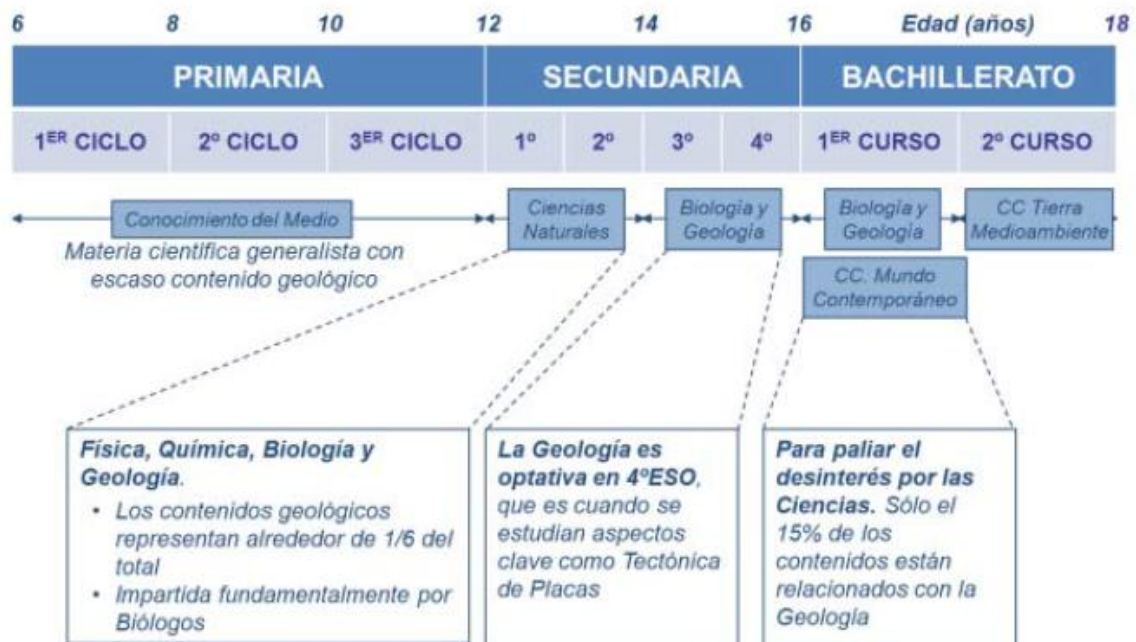 6 8 10 12 14 16 Edad (años) 18
PRIMARIA SECUNDARIA BACHILLERATO
1ER CICLO 2º CICLO 3ER CICLO 1º 2º 3º 4º 1ER CURSO 2º CURSO
Conocimiento del Medio
Materia científica generalista con
escaso contenido geológico
Ciencias
Naturales
Biología y
Geología
Biología y
Geología
CC Tierra
Medioambiente
CC. Mundo
Contemporáneo
Física, Química, Biología y
Geología.
• Los contenidos geológicos
representan alrededor de 1/6 del
total
• Impartida fundamentalmente por
Biólogos
La Geología es
optativa en 4ºESO,
que es cuando se
estudian aspectos
clave como Tectónica
de Placas
Para paliar el
desinterés por las
Ciencias. Sólo el
15% de los
contenidos están
relacionados con la
Geología